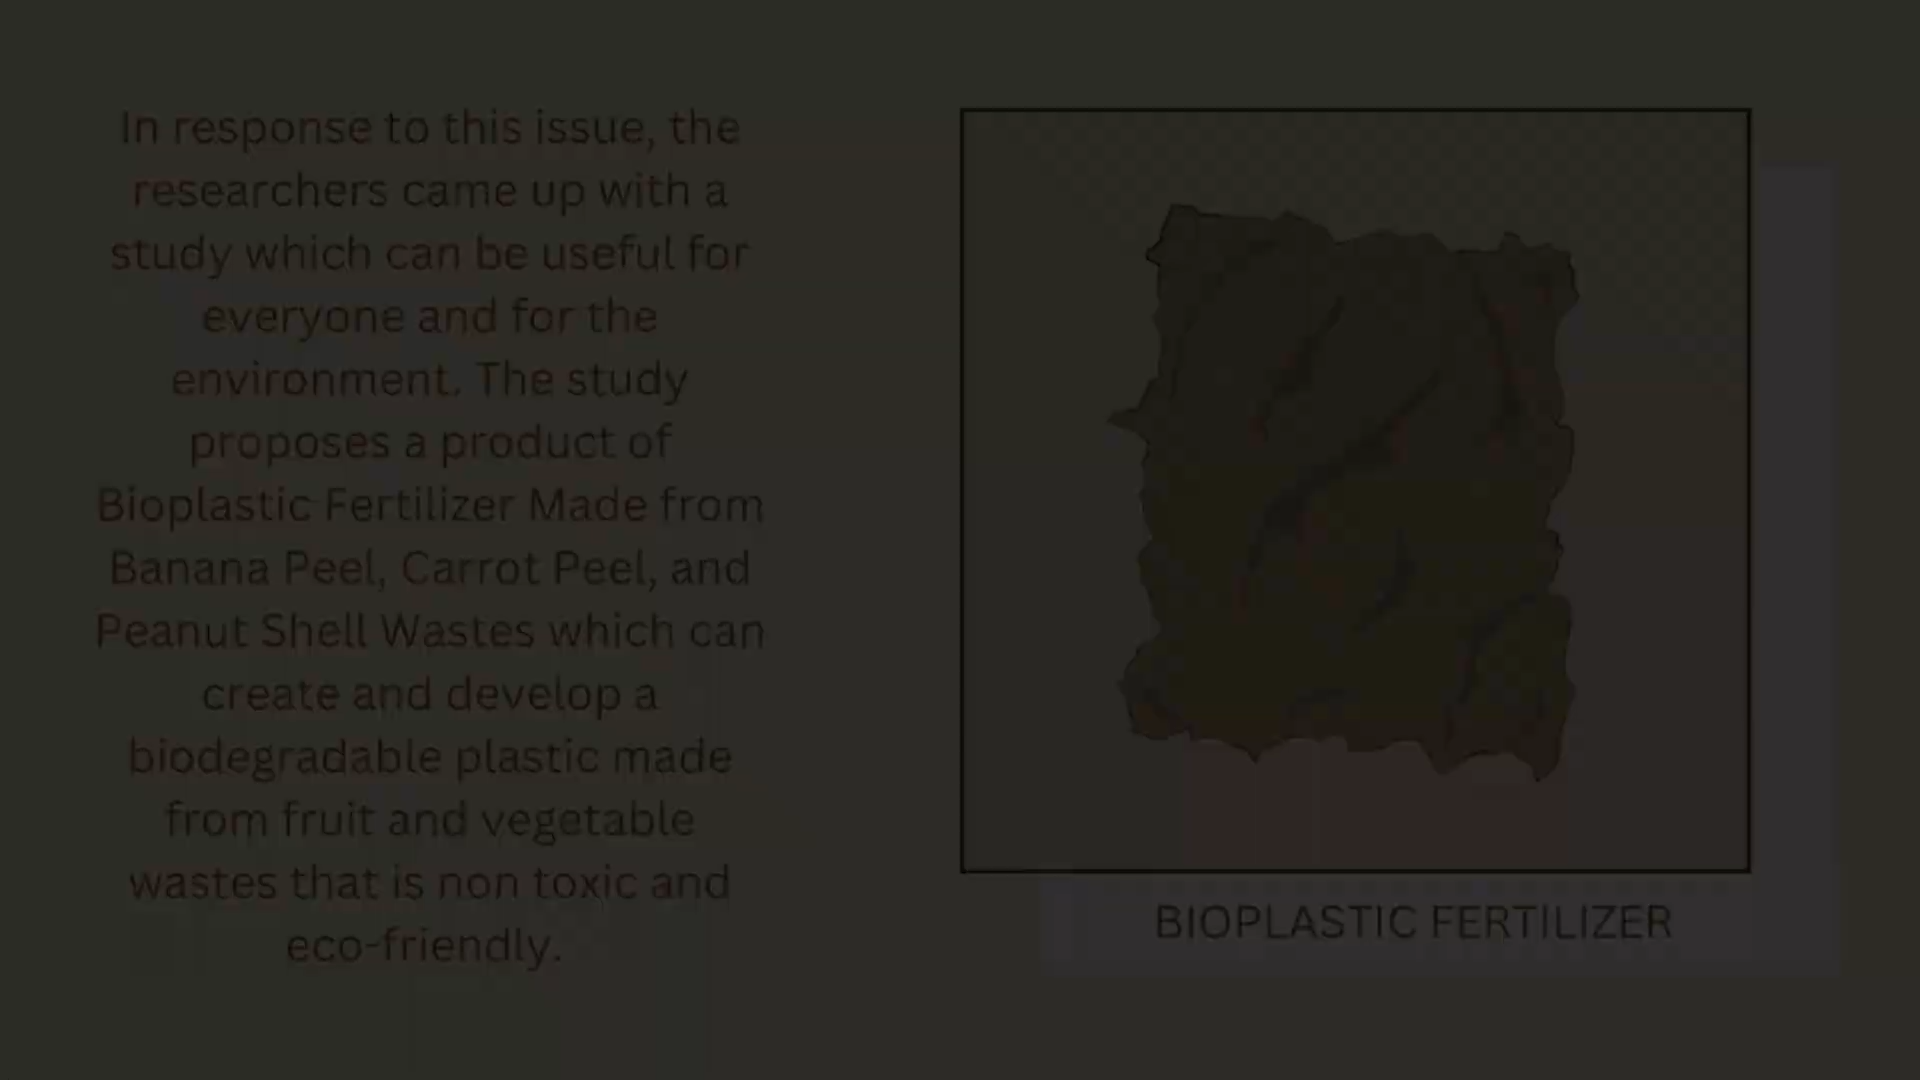 In response to this issue, the
researchers came up with a
study which can be useful for
everyone and for the
environment. The study
proposes a product of
Bioplastic Fertilizer Made from
Banana Peel, Carrot Peel, and
Peanut Shell Wastes which can
create and develop a
biodegradable plastic made
from fruit and vegetable
wastes that is non toxic and
eco-friendly.
BIOPLASTIC FERTILIZER